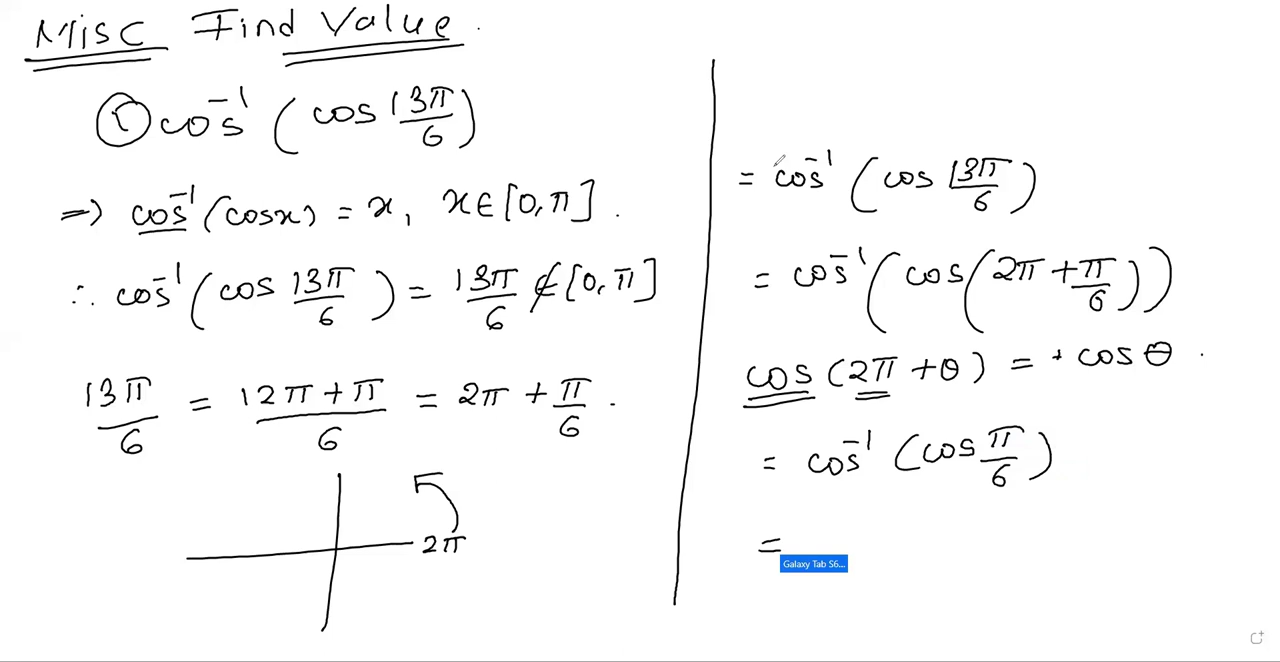 Misc Find Value.
① cos⁻¹ (cos 13π/6)
⇒ cos⁻¹(cosx) = x, x∈[0,π].
∴ cos⁻¹(cos 13π/6) = 13π/6 ∉ [0,π]
13π/6 = 12π+π/6 = 2π + π/6.
2π
= cos⁻¹ (cos 13π/6)
= cos⁻¹(cos(2π+π/6))
cos (2π+θ) = + cos θ.
= cos⁻¹ (cos π/6)
=
Galaxy Tab S6...